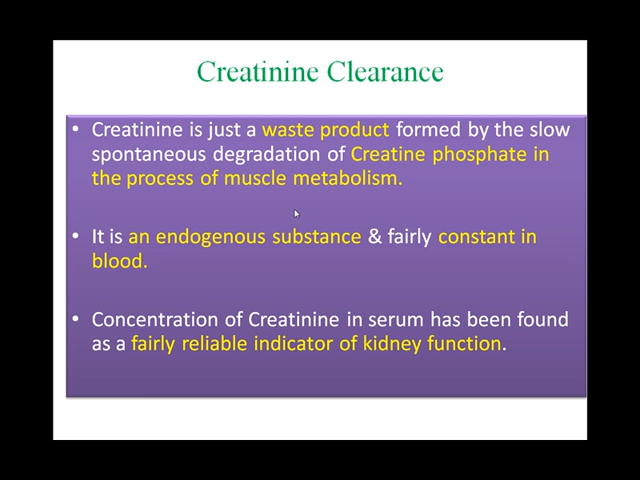 Creatinine Clearance
• Creatinine is just a waste product formed by the slow
spontaneous degradation of Creatine phosphate in
the process of muscle metabolism.
• It is an endogenous substance & fairly constant in
blood.
• Concentration of Creatinine in serum has been found
as a fairly reliable indicator of kidney function.